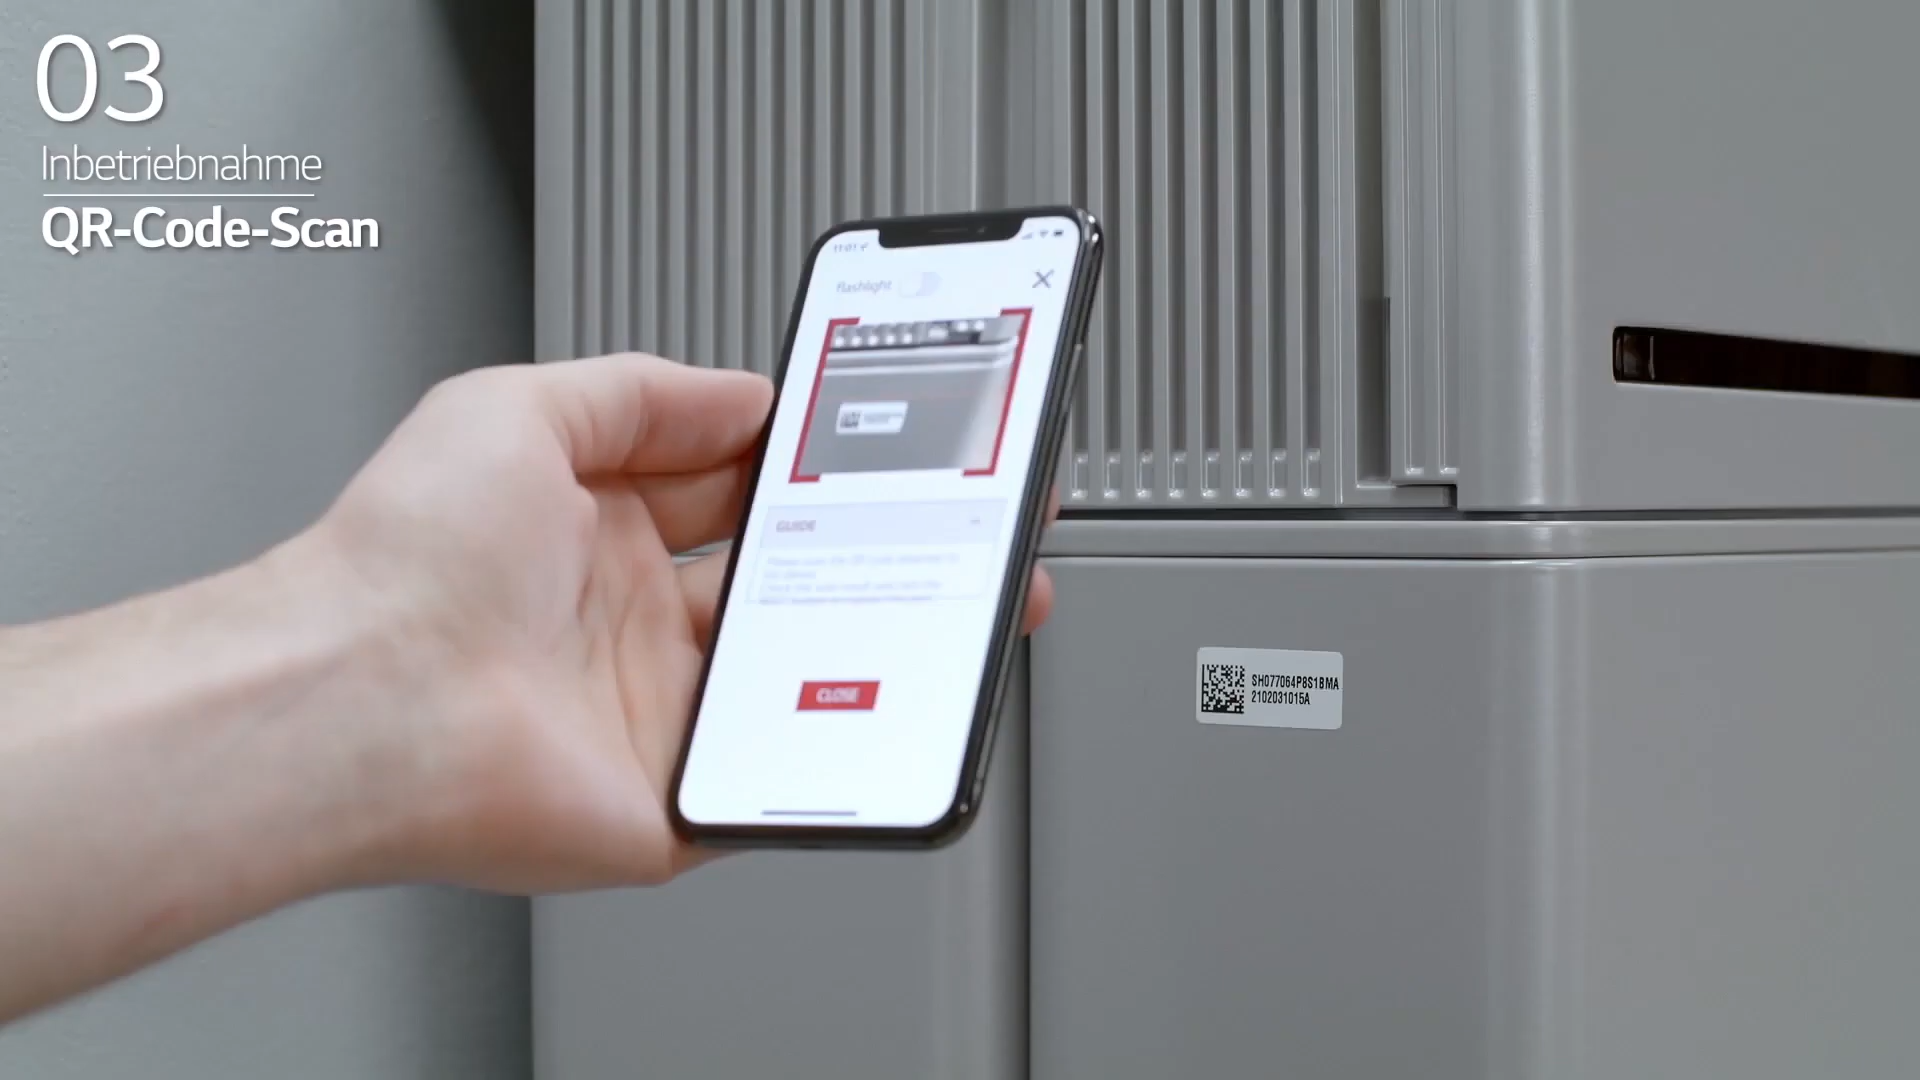 03
Inbetriebnahme
QR-Code-Scan
flashlight
GUIDE
CLOSE
SH077064P8S1BMA
2102031015A